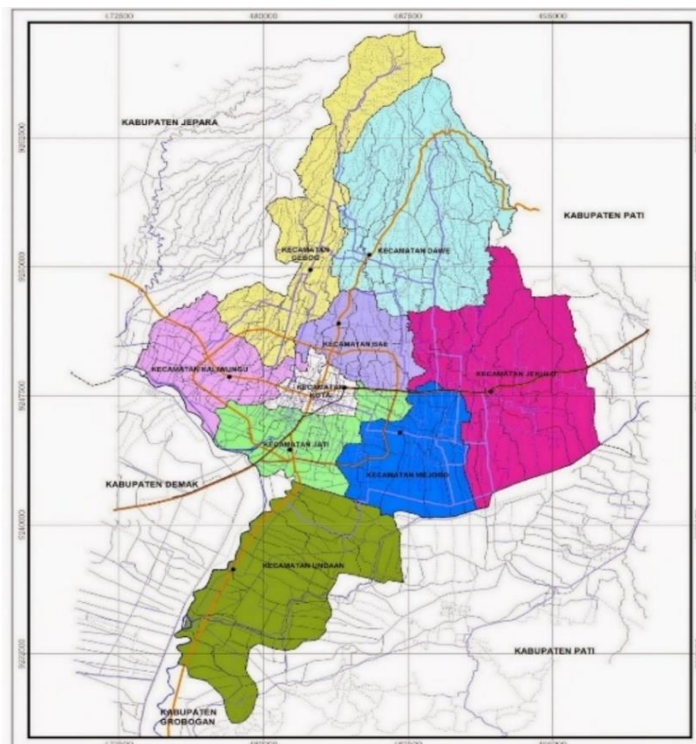 KABUPATEN JEPARA
KABUPATEN PATI
KECAMATAN
GEBOG
KECAMATAN DAWE
KECAMATAN BAE
KECAMATAN KALIWUNGU
KECAMATAN
KOTA
KECAMATAN JEKULO
KECAMATAN JATI
KECAMATAN MEJOBO
KABUPATEN DEMAK
KECAMATAN UNDAAN
KABUPATEN PATI
KABUPATEN
GROBOGAN